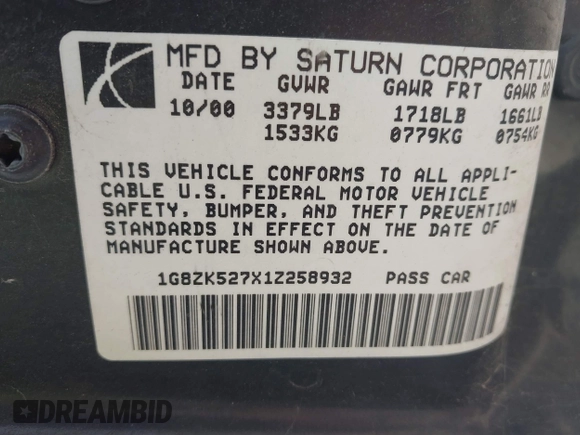 MFD BY SATURN CORPORATION
DATE GVWR GAWR FRT GAWR RR
10/00 3379LB 1718LB 1661LB
1533KG 0779KG 0754KG
THIS VEHICLE CONFORMS TO ALL APPLI-
CABLE U.S. FEDERAL MOTOR VEHICLE
SAFETY, BUMPER, AND THEFT PREVENTION
STANDARDS IN EFFECT ON THE DATE OF
MANUFACTURE SHOWN ABOVE.
1G8ZK527X1Z258932 PASS CAR
DREAMBID